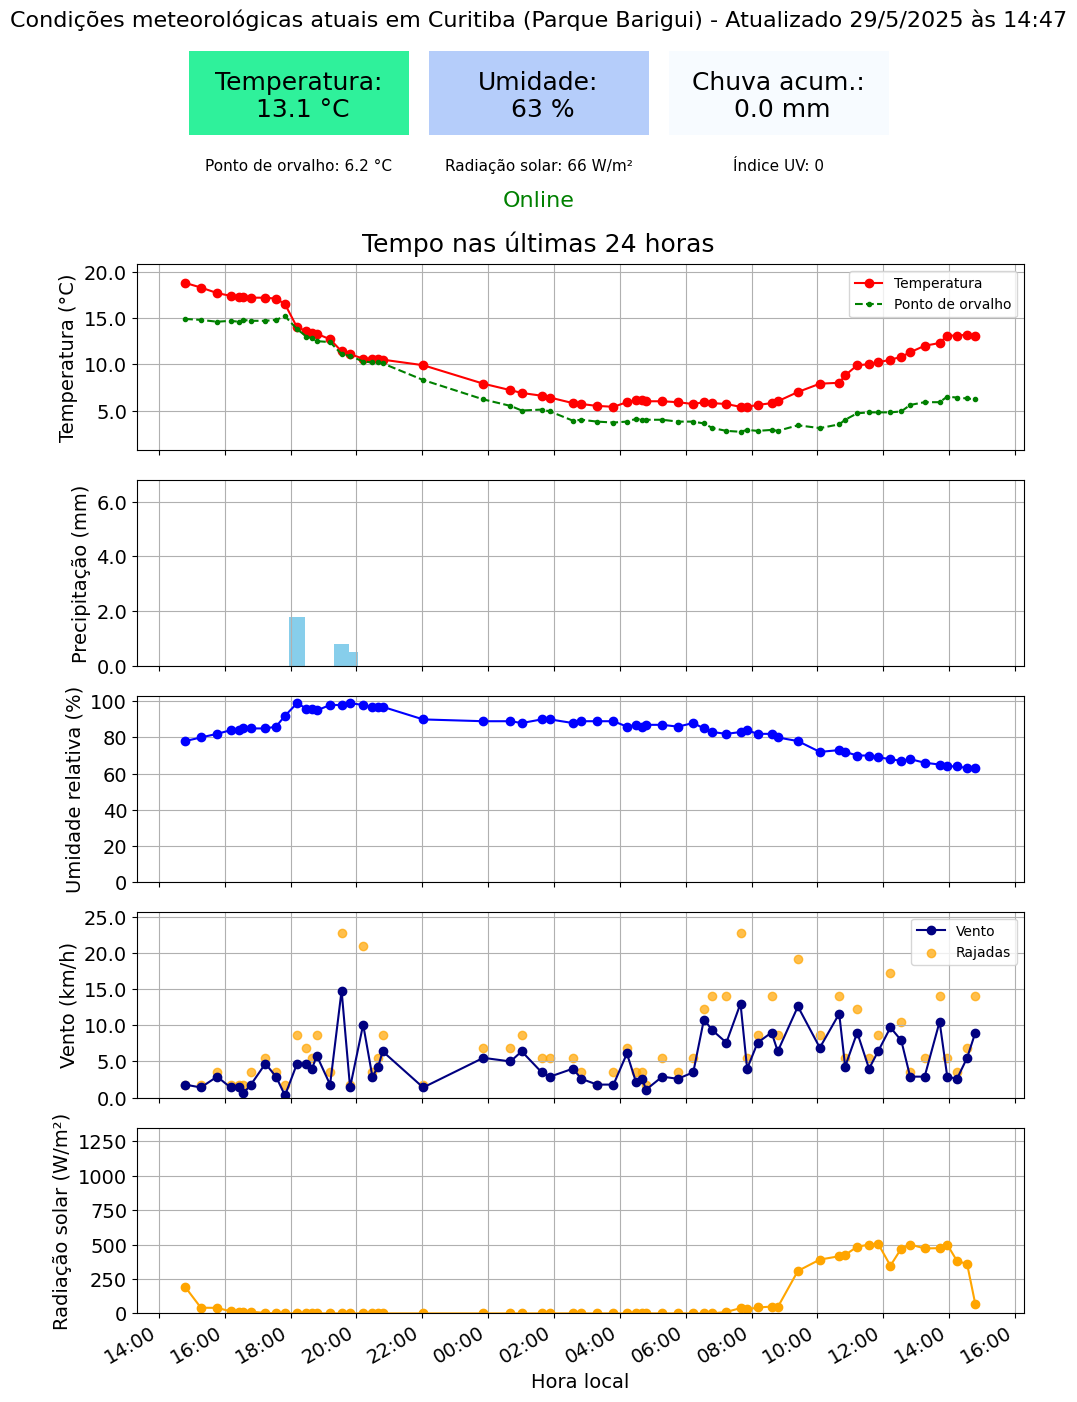 Condições meteorológicas atuais em Curitiba (Parque Barigui) - Atualizado 29/5/2025 às 14:47
Temperatura:
13.1 °C
Umidade:
63 %
Chuva acum.:
0.0 mm
Ponto de orvalho: 6.2 °C
Radiação solar: 66 W/m²
Índice UV: 0
Online
Tempo nas últimas 24 horas
Temperatura (°C)
20.0
15.0
10.0
5.0
Temperatura
Ponto de orvalho
Precipitação (mm)
6.0
4.0
2.0
0.0
Umidade relativa (%)
100
80
60
40
20
0
Vento (km/h)
25.0
20.0
15.0
10.0
5.0
0.0
Vento
Rajadas
Radiação solar (W/m²)
1250
1000
750
500
250
0
14:00 16:00 18:00 20:00 22:00 00:00 02:00 04:00 06:00 08:00 10:00 12:00 14:00 16:00
Hora local